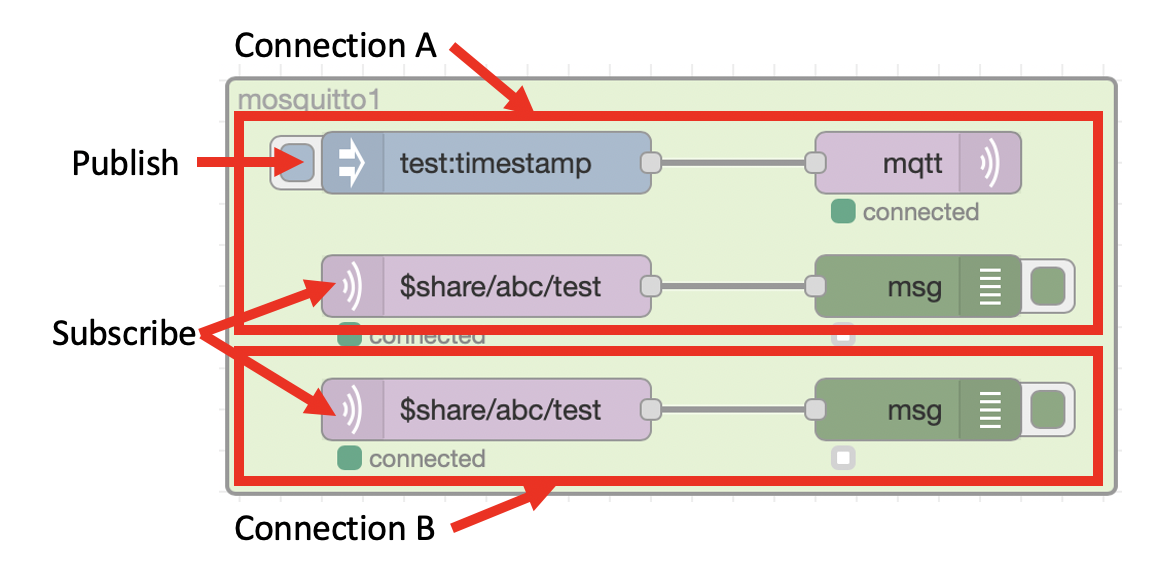 Connection A
mosquitto1
Publish
test:timestamp
mqtt
connected
$share/abc/test
msg
Subscribe
connected
$share/abc/test
msg
connected
Connection B